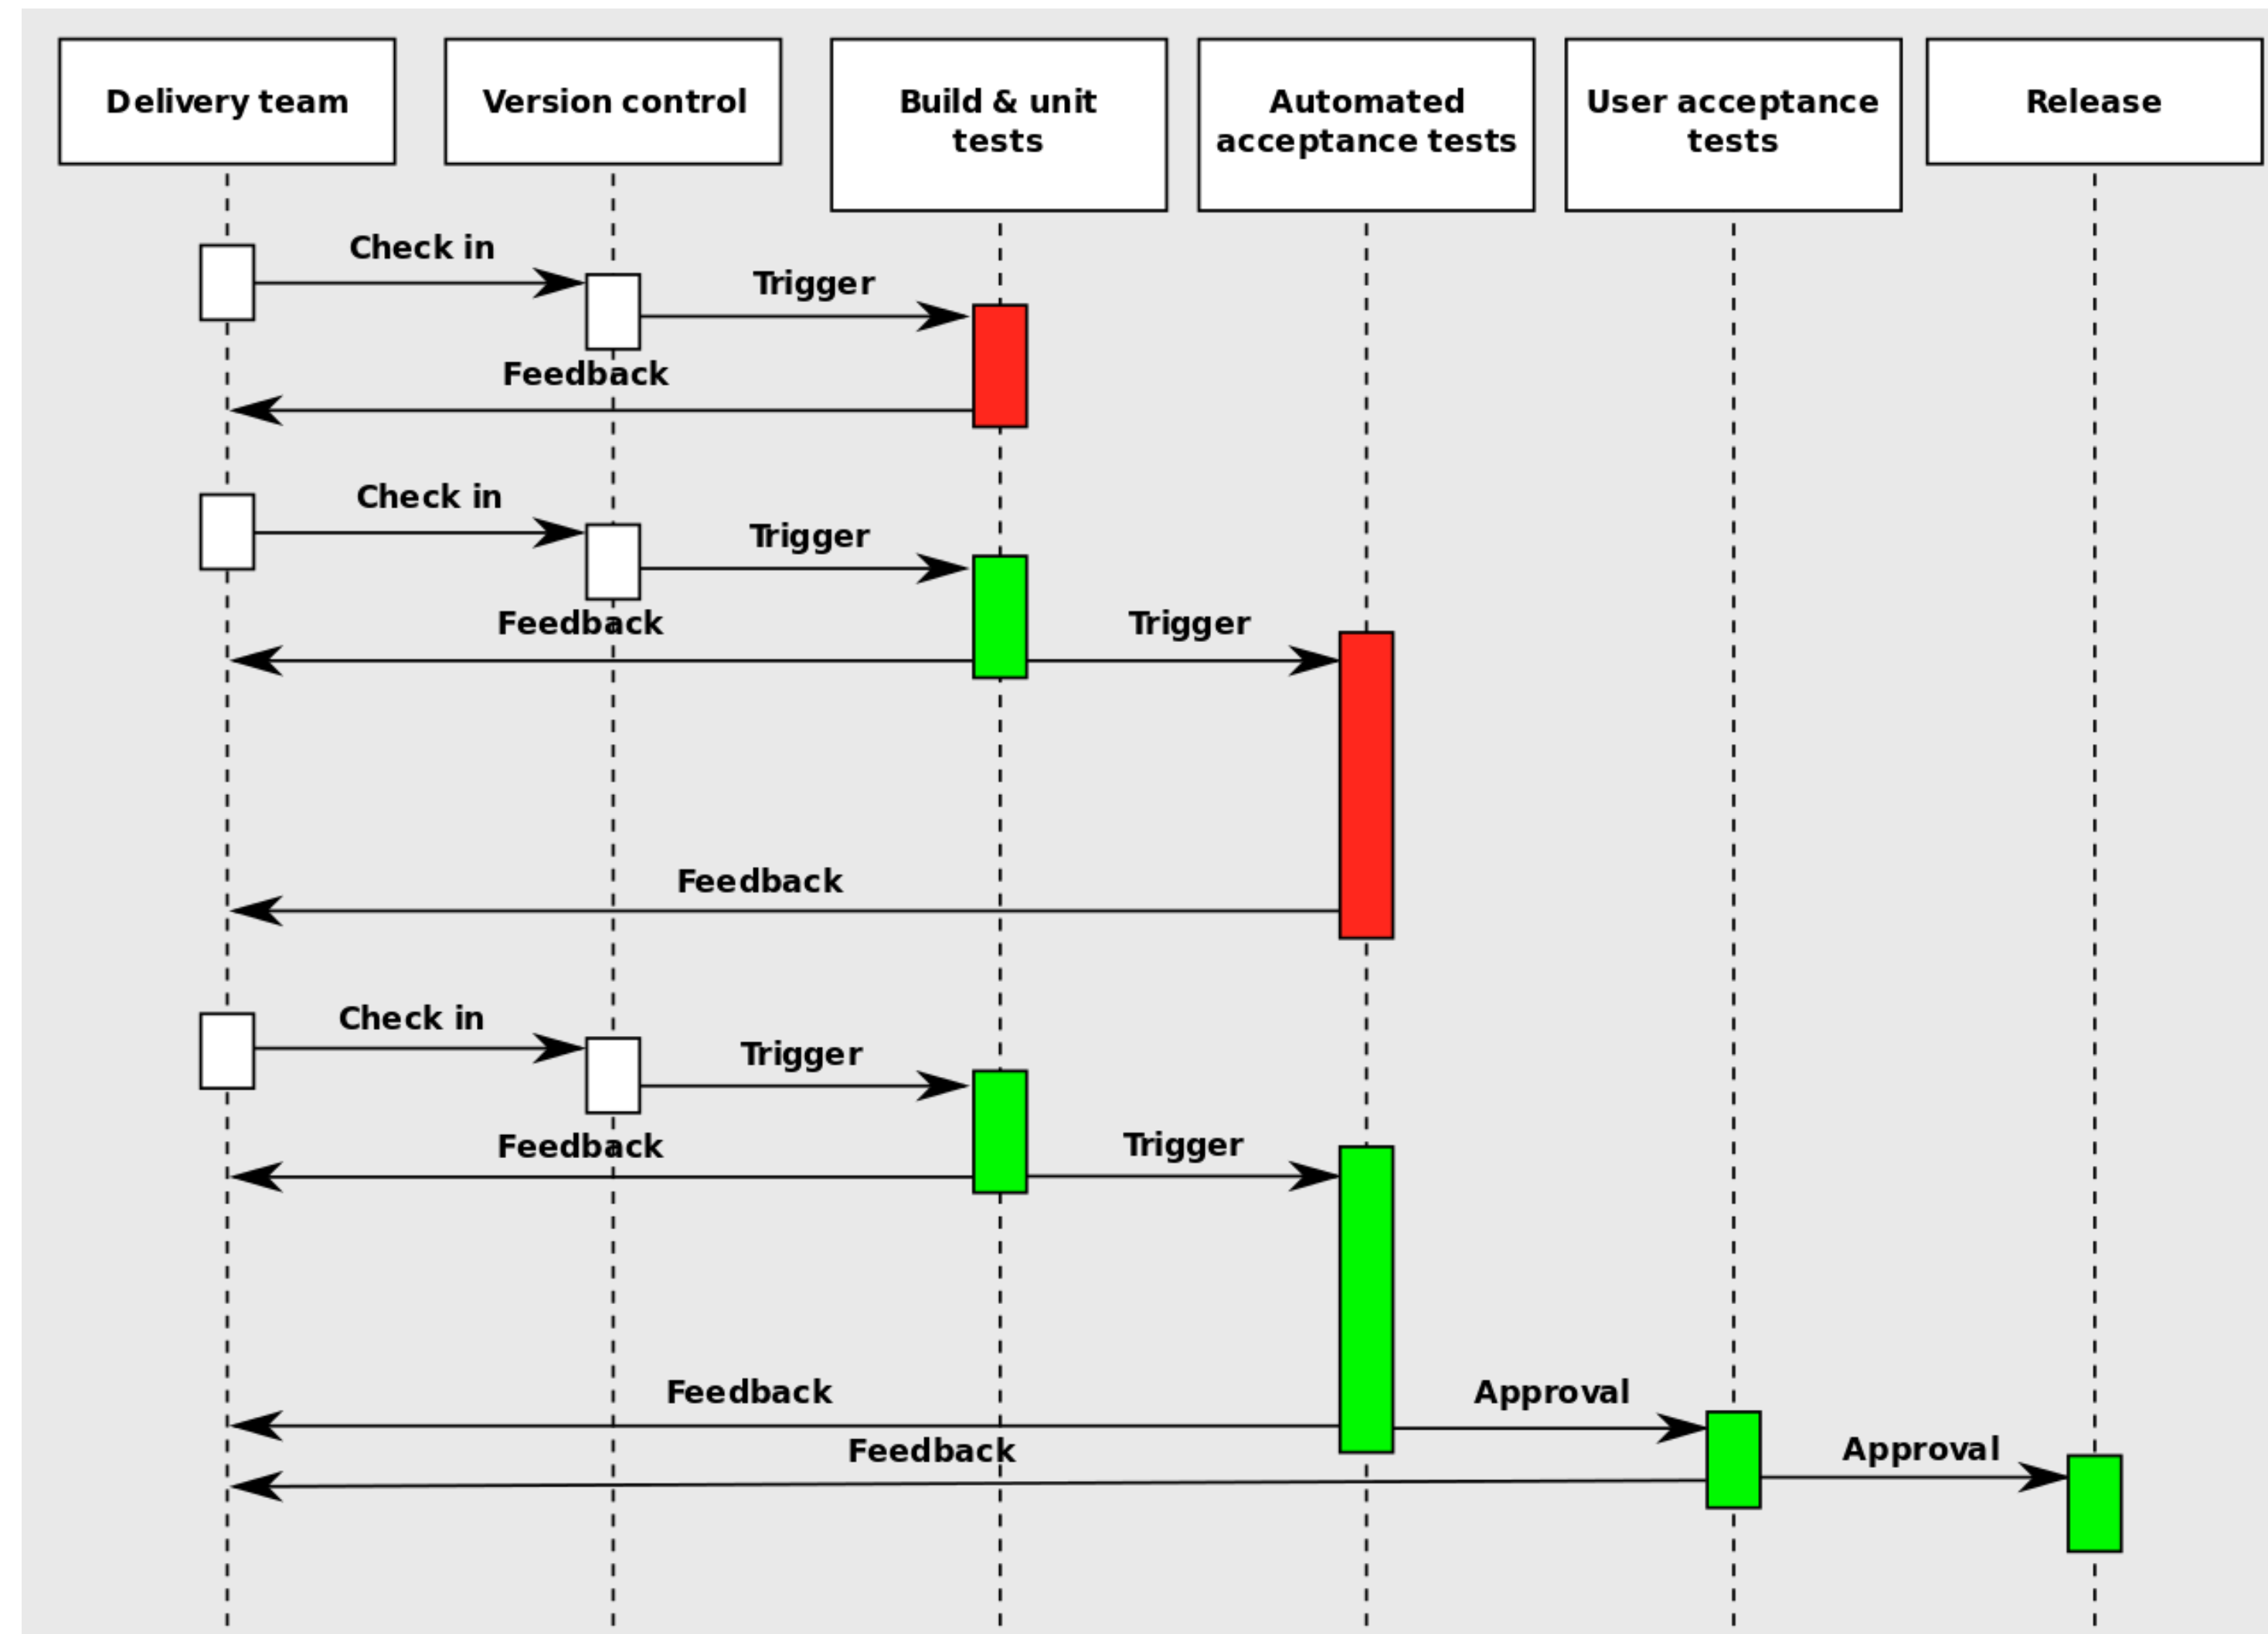 Delivery team
Version control
Build & unit
tests
Automated
acceptance tests
User acceptance
tests
Release
Check in
Trigger
Feedback
Check in
Trigger
Feedback
Trigger
Feedback
Check in
Trigger
Feedback
Trigger
Feedback
Approval
Feedback
Approval